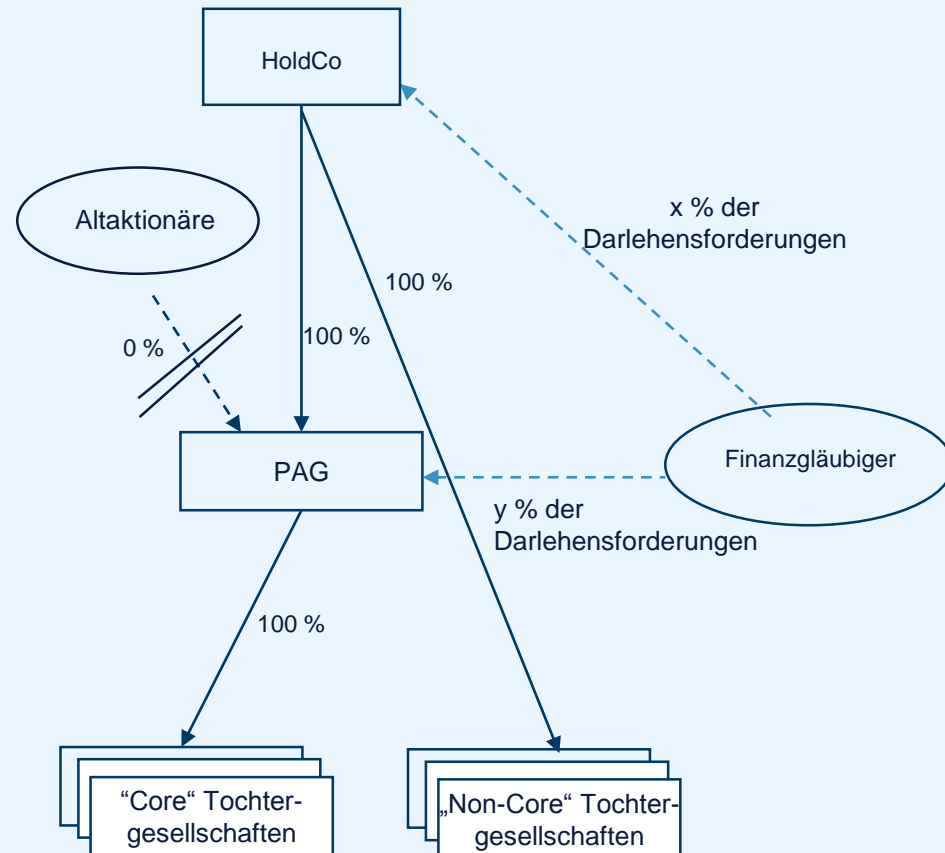 HoldCo
Altaktionäre
x % der
Darlehensforderungen
100 %
100 %
0 %
PAG
Finanzgläubiger
y % der
Darlehensforderungen
100 %
“Core“ Tochter-
gesellschaften
„Non-Core“ Tochter-
gesellschaften